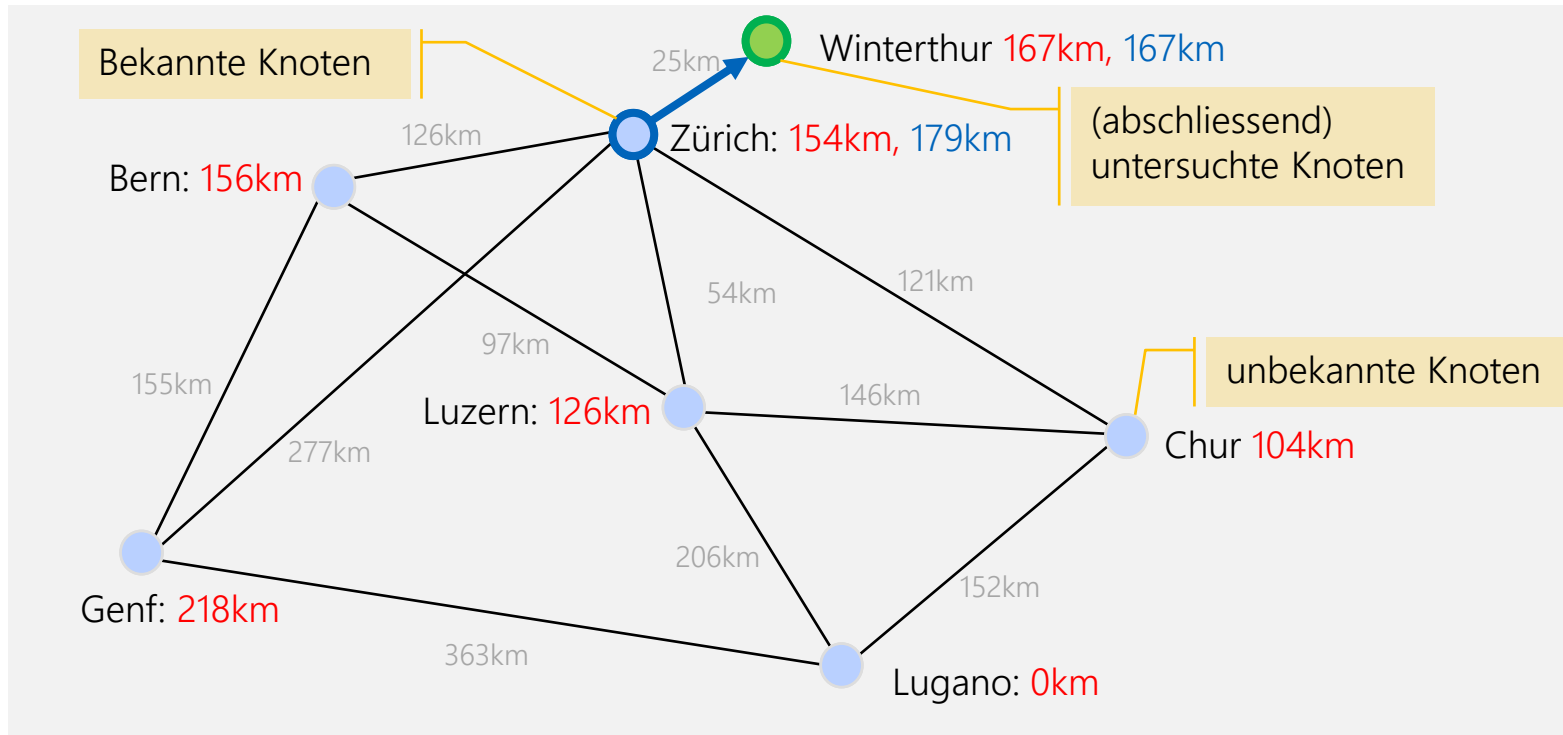 Bekannte Knoten
25km
Winterthur 167km, 167km
126km
Zürich: 154km, 179km
(abschliessend)
untersuchte Knoten
Bern: 156km
54km
121km
97km
155km
unbekannte Knoten
Luzern: 126km
146km
Chur 104km
277km
206km
152km
Genf: 218km
363km
Lugano: 0km